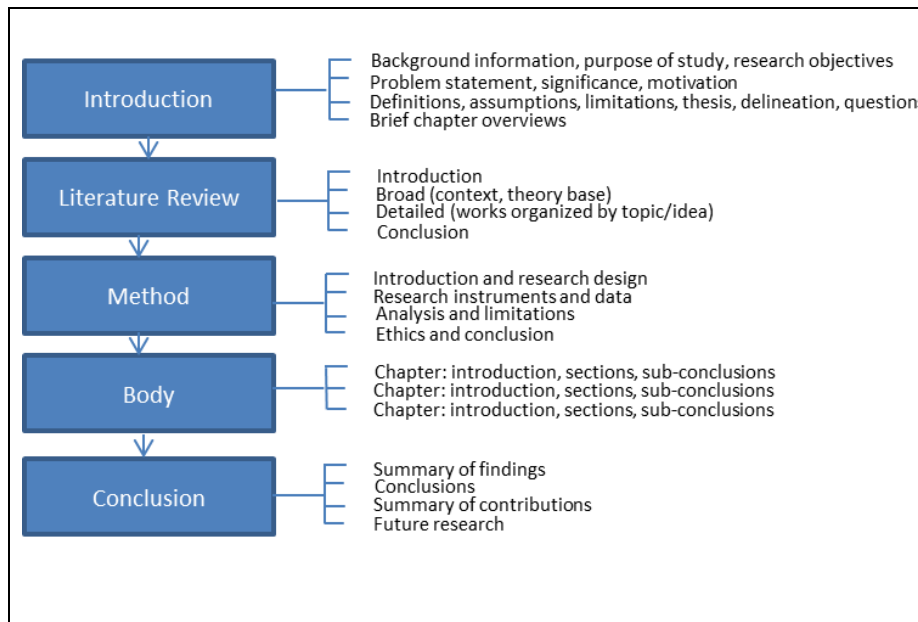 Introduction
Background information, purpose of study, research objectives
Problem statement, significance, motivation
Definitions, assumptions, limitations, thesis, delineation, question
Brief chapter overviews
Literature Review
Introduction
Broad (context, theory base)
Detailed (works organized by topic/idea)
Conclusion
Method
Introduction and research design
Research instruments and data
Analysis and limitations
Ethics and conclusion
Body
Chapter: introduction, sections, sub-conclusions
Chapter: introduction, sections, sub-conclusions
Chapter: introduction, sections, sub-conclusions
Conclusion
Summary of findings
Conclusions
Summary of contributions
Future research